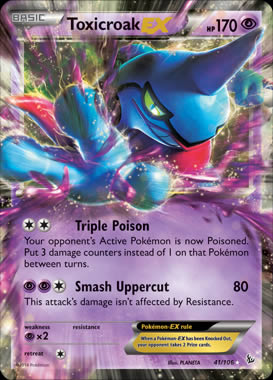 BASIC
Toxicroak EX
HP170
Triple Poison
Your opponent's Active Pokémon is now Poisoned.
Put 3 damage counters instead of 1 on that Pokémon
between turns.
Smash Uppercut 80
This attack's damage isn't affected by Resistance.
weakness resistance
×2
retreat
Pokémon-EX rule
When a Pokémon-EX has been Knocked Out,
your opponent takes 2 Prize cards.
©2014 Pokémon
Illus. PLANETA
41/106